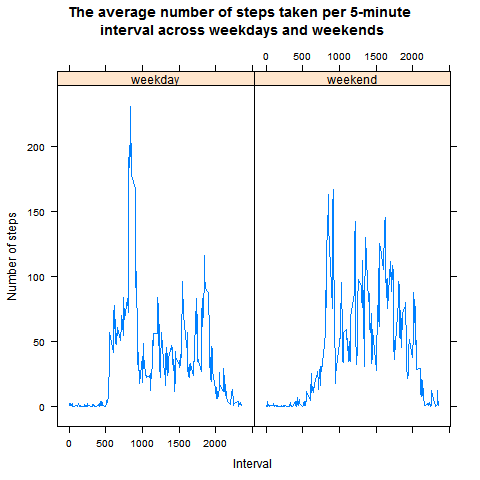 The average number of steps taken per 5-minute
interval across weekdays and weekends
0 500 1000 1500 2000
weekday weekend
200
150
100
50
0
Number of steps
0 500 1000 1500 2000
Interval